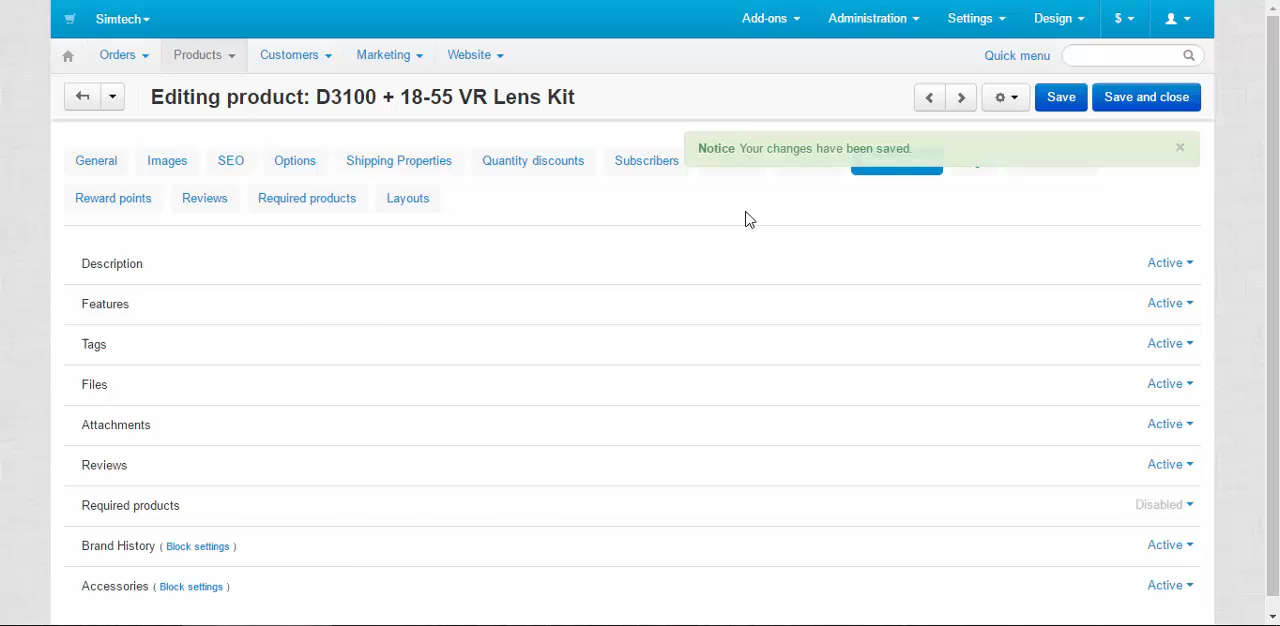 Simtech
Add-ons Administration Settings Design $
Orders Products Customers Marketing Website Quick menu
Editing product: D3100 + 18-55 VR Lens Kit
Save Save and close
General Images SEO Options Shipping Properties Quantity discounts Subscribers
Notice Your changes have been saved. ×
Reward points Reviews Required products Layouts
Description Active
Features Active
Tags Active
Files Active
Attachments Active
Reviews Active
Required products Disabled
Brand History ( Block settings ) Active
Accessories ( Block settings ) Active